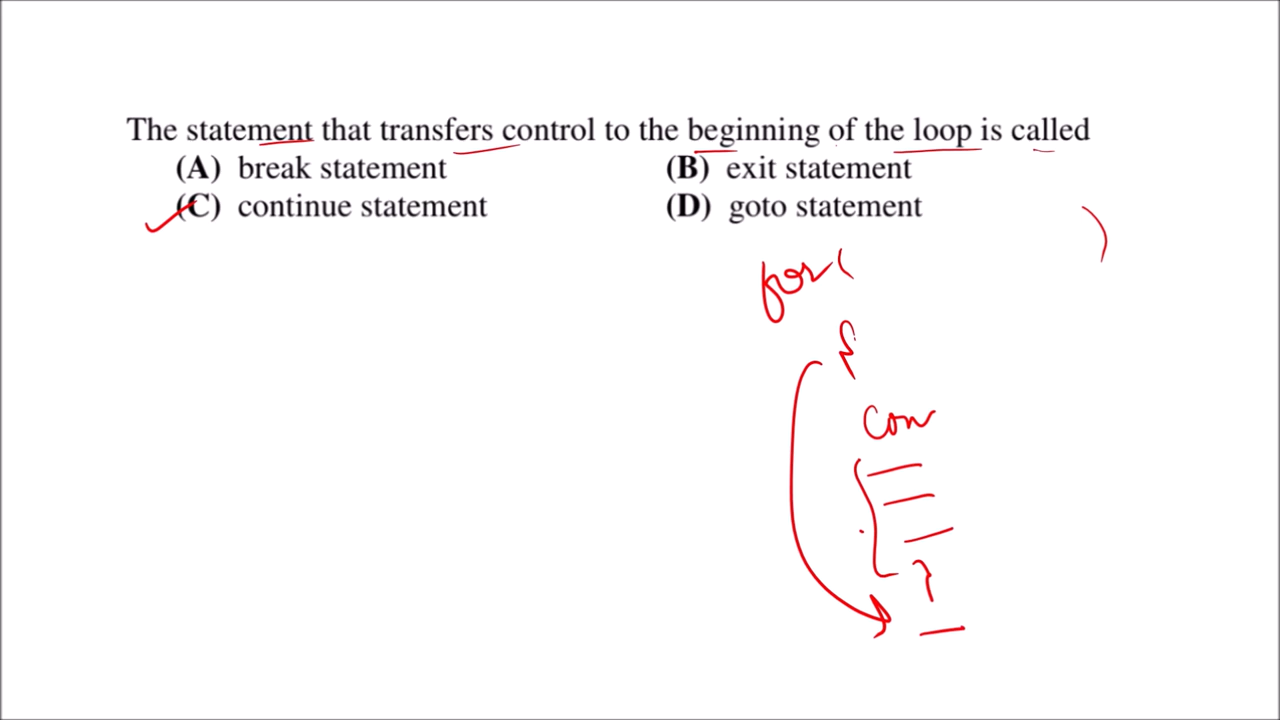 The statement that transfers control to the beginning of the loop is called
(A) break statement (B) exit statement
(C) continue statement (D) goto statement
for( )
{
Con
}